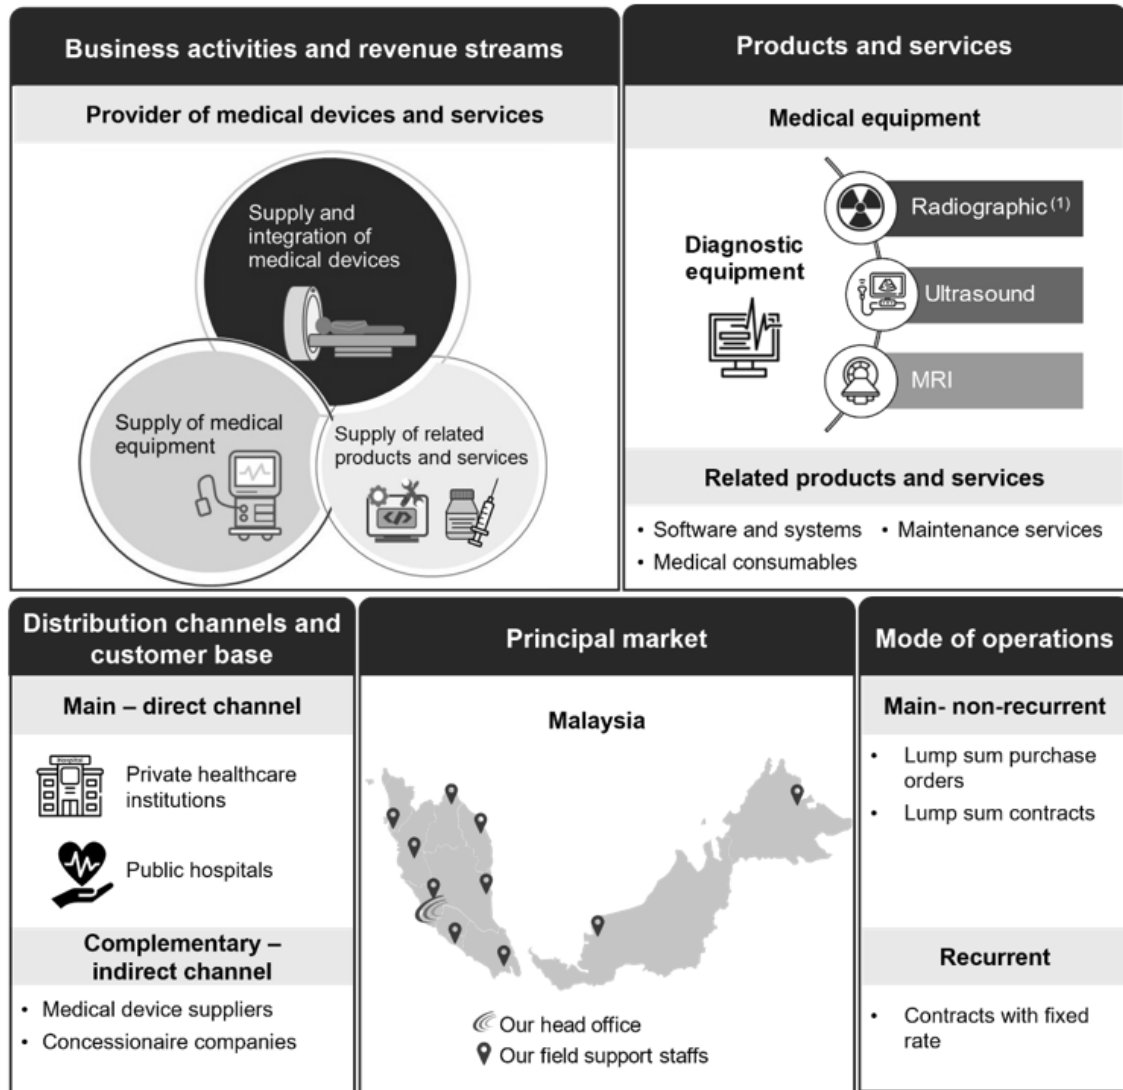 Business activities and revenue streams
Provider of medical devices and services
Supply and
integration of
medical devices
Supply of medical
equipment
Supply of related
products and services
</>
Products and services
Medical equipment
Diagnostic
equipment
Radiographic (1)
Ultrasound
MRI
Related products and services
• Software and systems • Maintenance services
• Medical consumables
Distribution channels and
customer base
Main – direct channel
Hospital
Private healthcare
institutions
Public hospitals
Complementary –
indirect channel
• Medical device suppliers
• Concessionaire companies
Principal market
Malaysia
Our head office
Our field support staffs
Mode of operations
Main- non-recurrent
• Lump sum purchase
orders
• Lump sum contracts
Recurrent
• Contracts with fixed
rate